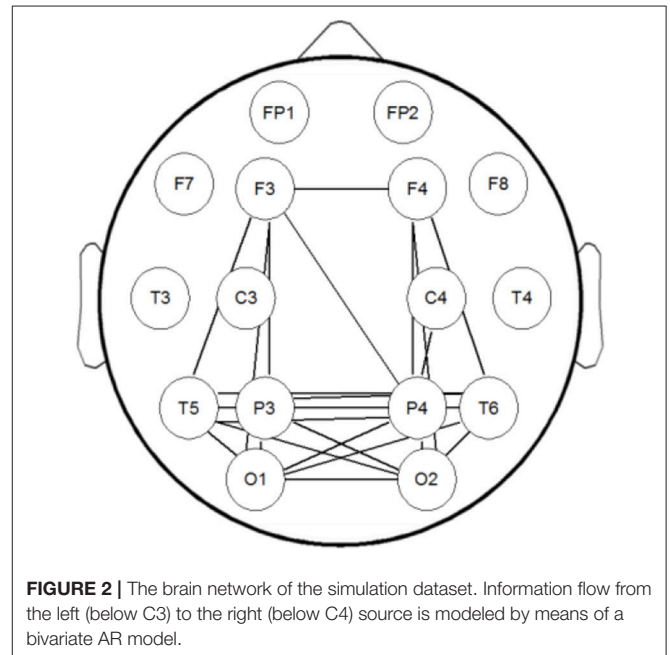 FP1 FP2
F7 F3 F4 F8
T3 C3 C4 T4
T5 P3 P4 T6
O1 O2
FIGURE 2 | The brain network of the simulation dataset. Information flow from
the left (below C3) to the right (below C4) source is modeled by means of a
bivariate AR model.